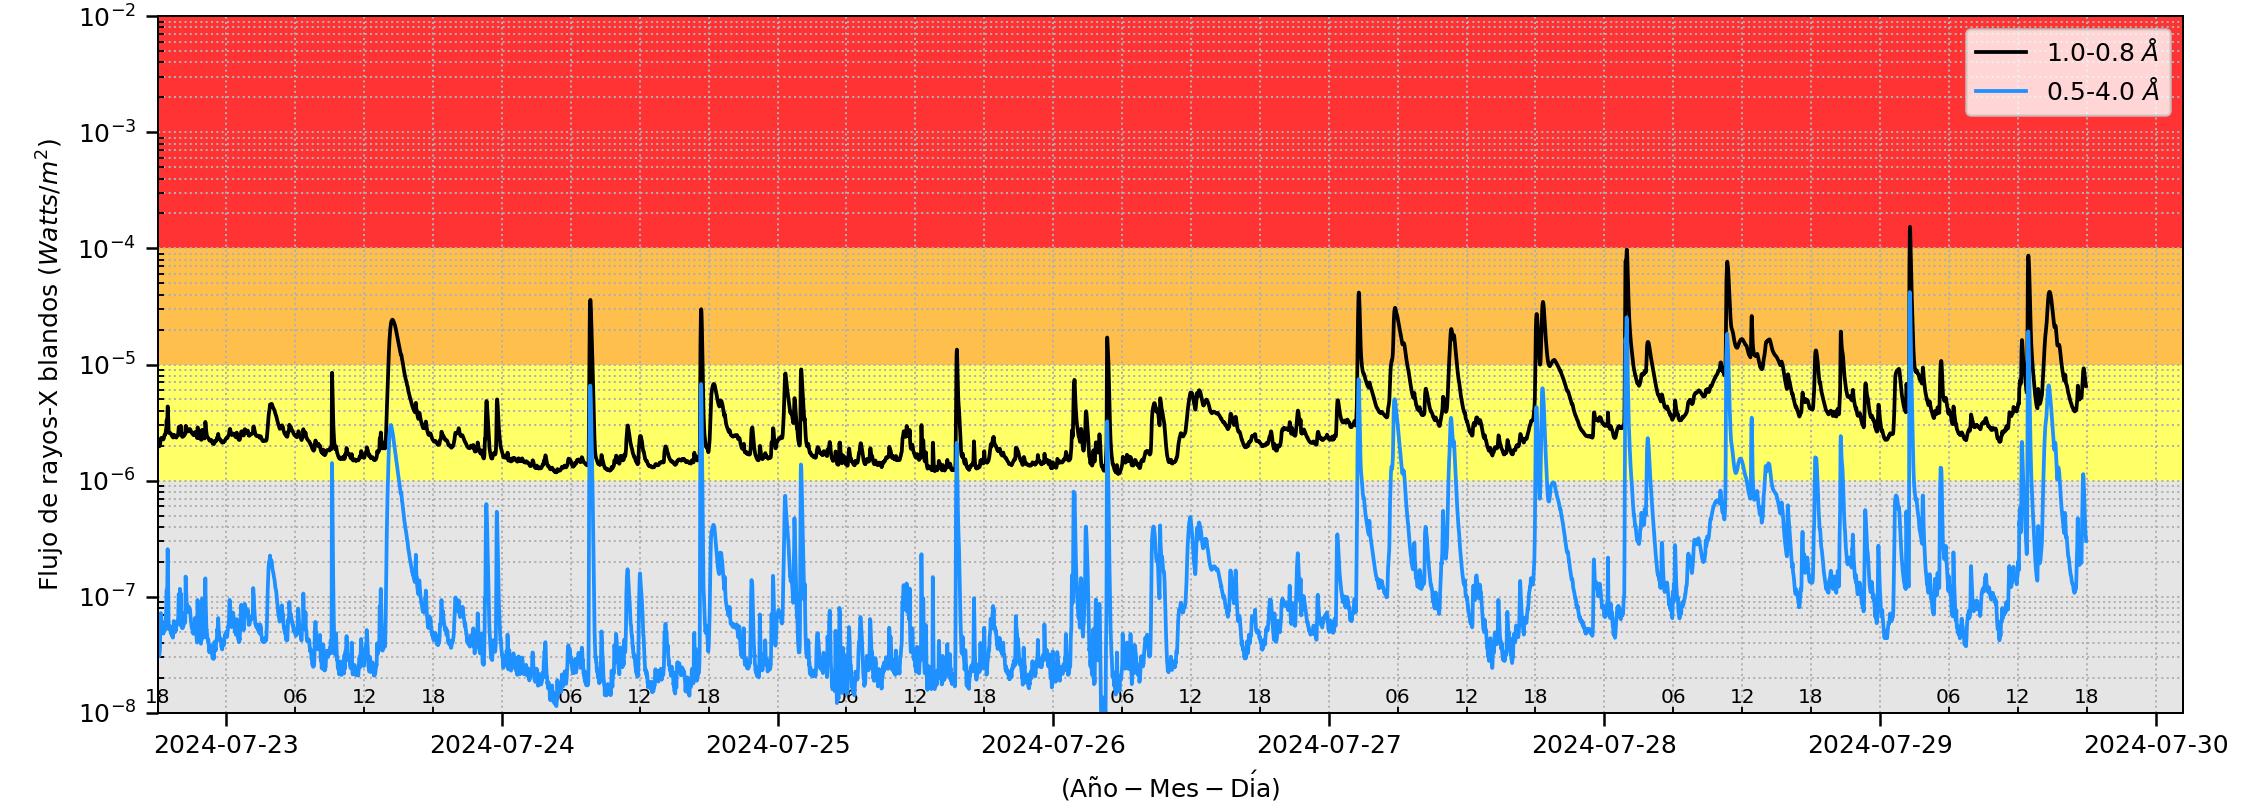 10⁻²
10⁻³
10⁻⁴
10⁻⁵
10⁻⁶
10⁻⁷
10⁻⁸
Flujo de rayos-X blandos (Watts/m²)
1.0-0.8 Å
0.5-4.0 Å
18 06 12 18 06 12 18 06 12 18 06 12 18 06 12 18 06 12 18 06 12 18
2024-07-23 2024-07-24 2024-07-25 2024-07-26 2024-07-27 2024-07-28 2024-07-29 2024-07-30
(Año − Mes − Día)